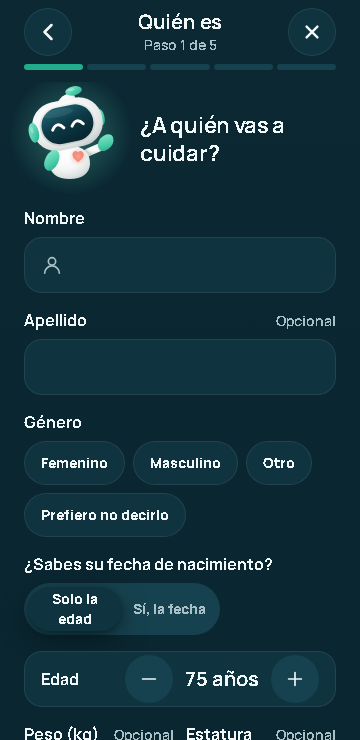 Quién es
Paso 1 de 5
¿A quién vas a
cuidar?
Nombre
Apellido Opcional
Género
Femenino Masculino Otro
Prefiero no decirlo
¿Sabes su fecha de nacimiento?
Solo la
edad
Sí, la fecha
Edad − 75 años +
Peso (kg) Opcional Estatura Opcional